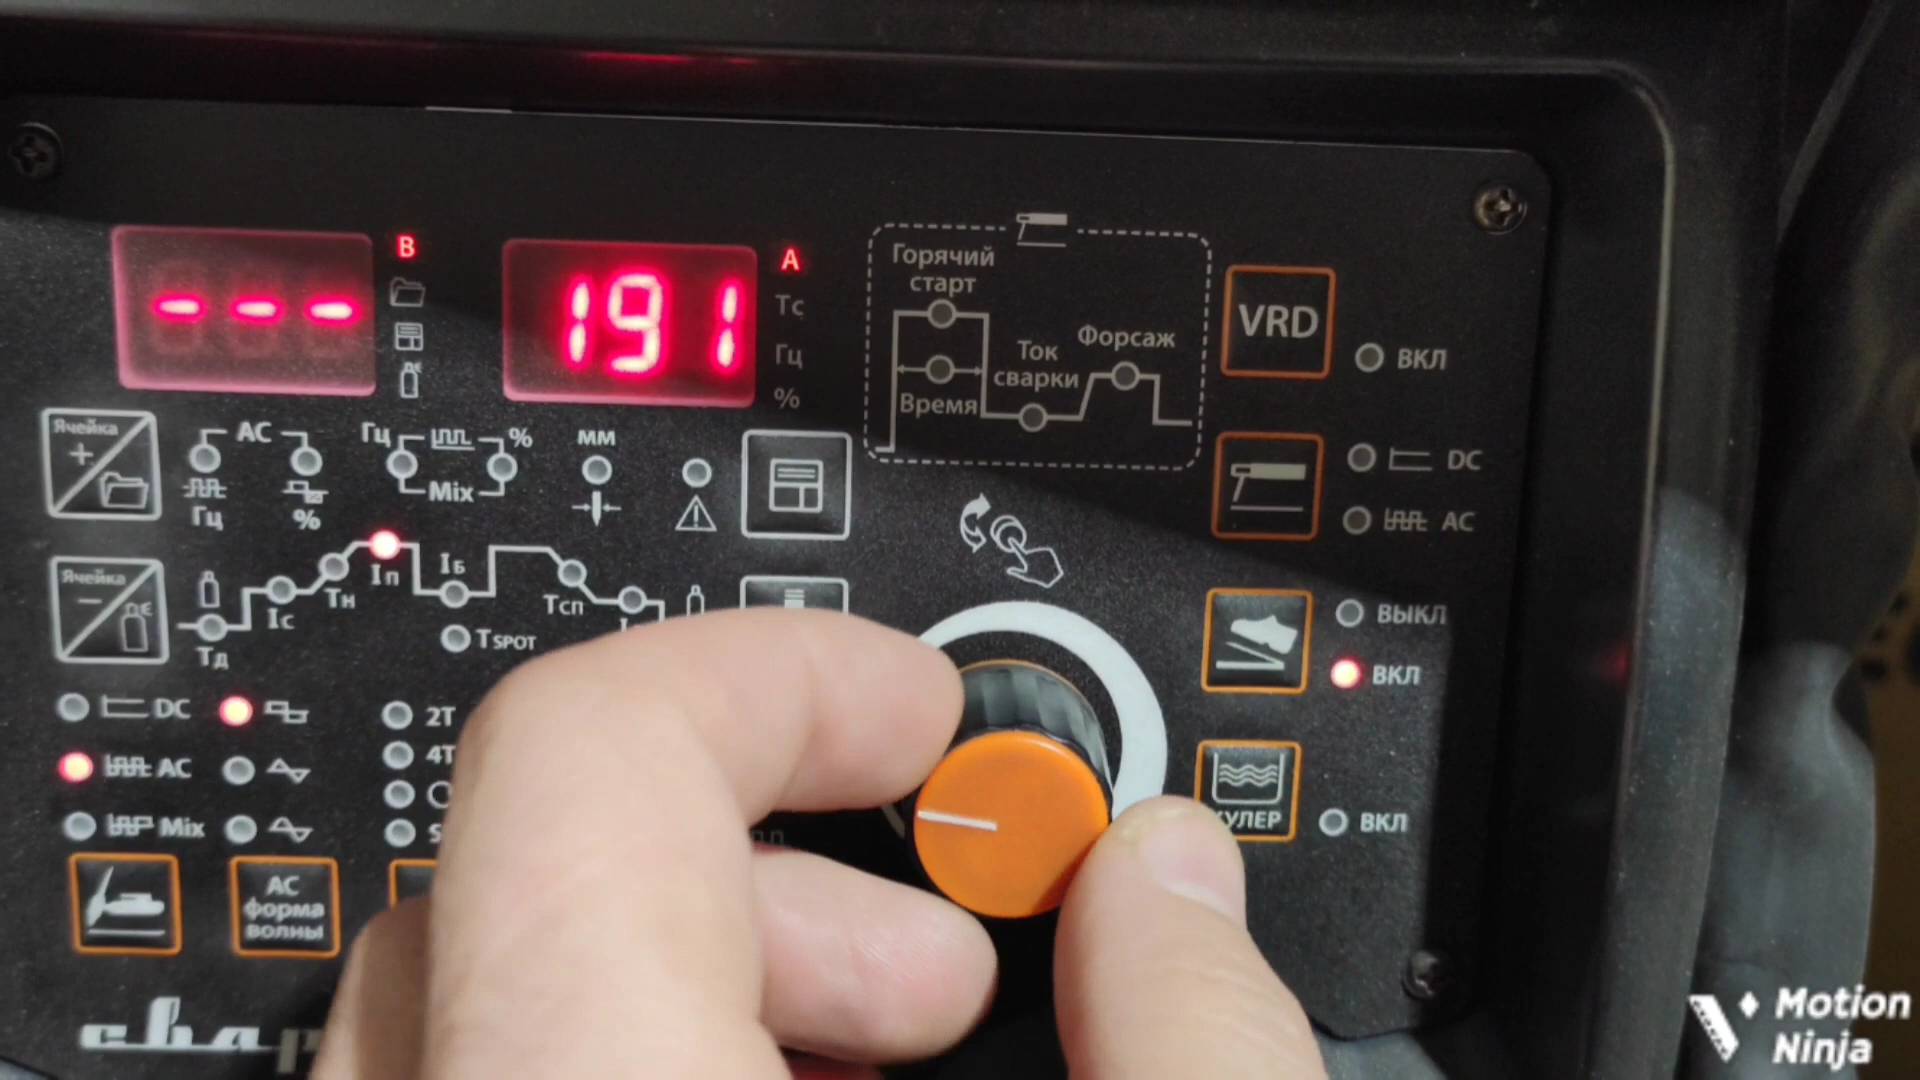 ---
B
191
A
Тс
Гц
%
Горячий
старт
Время
Ток
сварки
Форсаж
VRD
ВКЛ
Ячейка
+
AC
Гц
%
Гц
%
Mix
мм
DC
AC
Ячейка
-
Tд
Iс
Tн
Iп
Iб
Tсп
TSPOT
ВЫКЛ
ВКЛ
DC
AC
Mix
2T
4T
ВКЛ
AC
форма
волны
Motion
Ninja